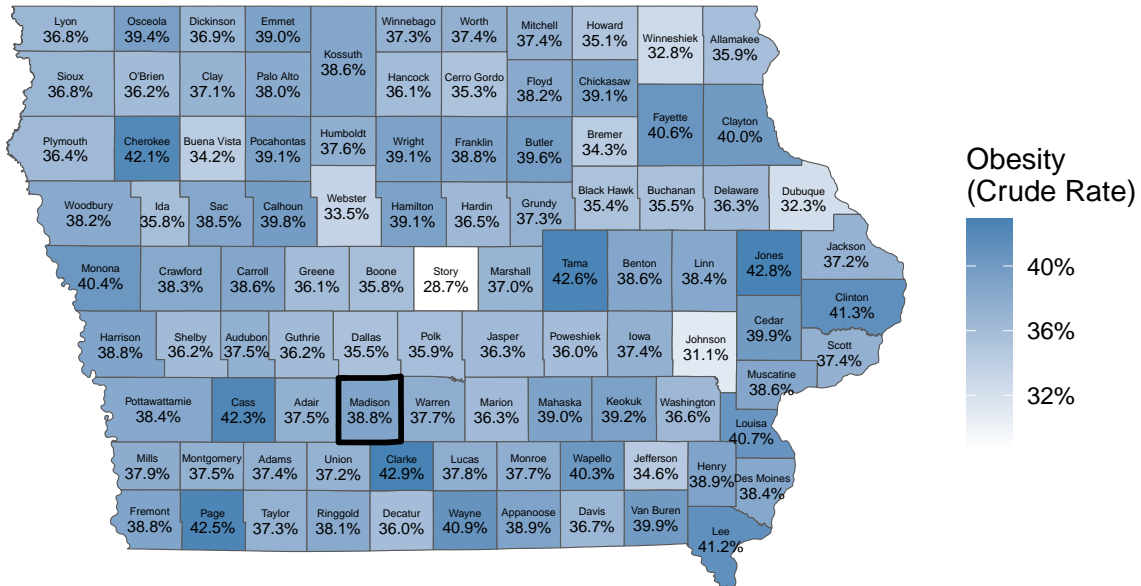 Lyon Osceola Dickinson Emmet Winnebago Worth Mitchell Howard Winneshiek Allamakee
36.8% 39.4% 36.9% 39.0% 37.3% 37.4% 37.4% 35.1% 32.8% 35.9%
Kossuth
38.6%
Sioux O'Brien Clay Palo Alto Hancock Cerro Gordo Floyd Chickasaw
36.8% 36.2% 37.1% 38.0% 36.1% 35.3% 38.2% 39.1%
Fayette Clayton
40.6% 40.0%
Plymouth Cherokee Buena Vista Pocahontas Humboldt Wright Franklin Butler Bremer
36.4% 42.1% 34.2% 39.1% 37.6% 39.1% 38.8% 39.6% 34.3%
Woodbury Ida Sac Calhoun Webster Hamilton Hardin Grundy Black Hawk Buchanan Delaware Dubuque
38.2% 35.8% 38.5% 39.8% 33.5% 39.1% 36.5% 37.3% 35.4% 35.5% 36.3% 32.3%
Monona Crawford Carroll Greene Boone Story Marshall Tama Benton Linn Jones Jackson
40.4% 38.3% 38.6% 36.1% 35.8% 28.7% 37.0% 42.6% 38.6% 38.4% 42.8% 37.2%
Clinton
41.3%
Cedar
39.9%
Harrison Shelby Audubon Guthrie Dallas Polk Jasper Poweshiek Iowa Johnson Scott
38.8% 36.2% 37.5% 36.2% 35.5% 35.9% 36.3% 36.0% 37.4% 31.1% 37.4%
Muscatine
38.6%
Pottawattamie Cass Adair Madison Warren Marion Mahaska Keokuk Washington
38.4% 42.3% 37.5% 38.8% 37.7% 36.3% 39.0% 39.2% 36.6%
Louisa
40.7%
Mills Montgomery Adams Union Clarke Lucas Monroe Wapello Jefferson Henry Des Moines
37.9% 37.5% 37.4% 37.2% 42.9% 37.8% 37.7% 40.3% 34.6% 38.9% 38.4%
Fremont Page Taylor Ringgold Decatur Wayne Appanoose Davis Van Buren Lee
38.8% 42.5% 37.3% 38.1% 36.0% 40.9% 38.9% 36.7% 39.9% 41.2%
Obesity
(Crude Rate)
40%
36%
32%